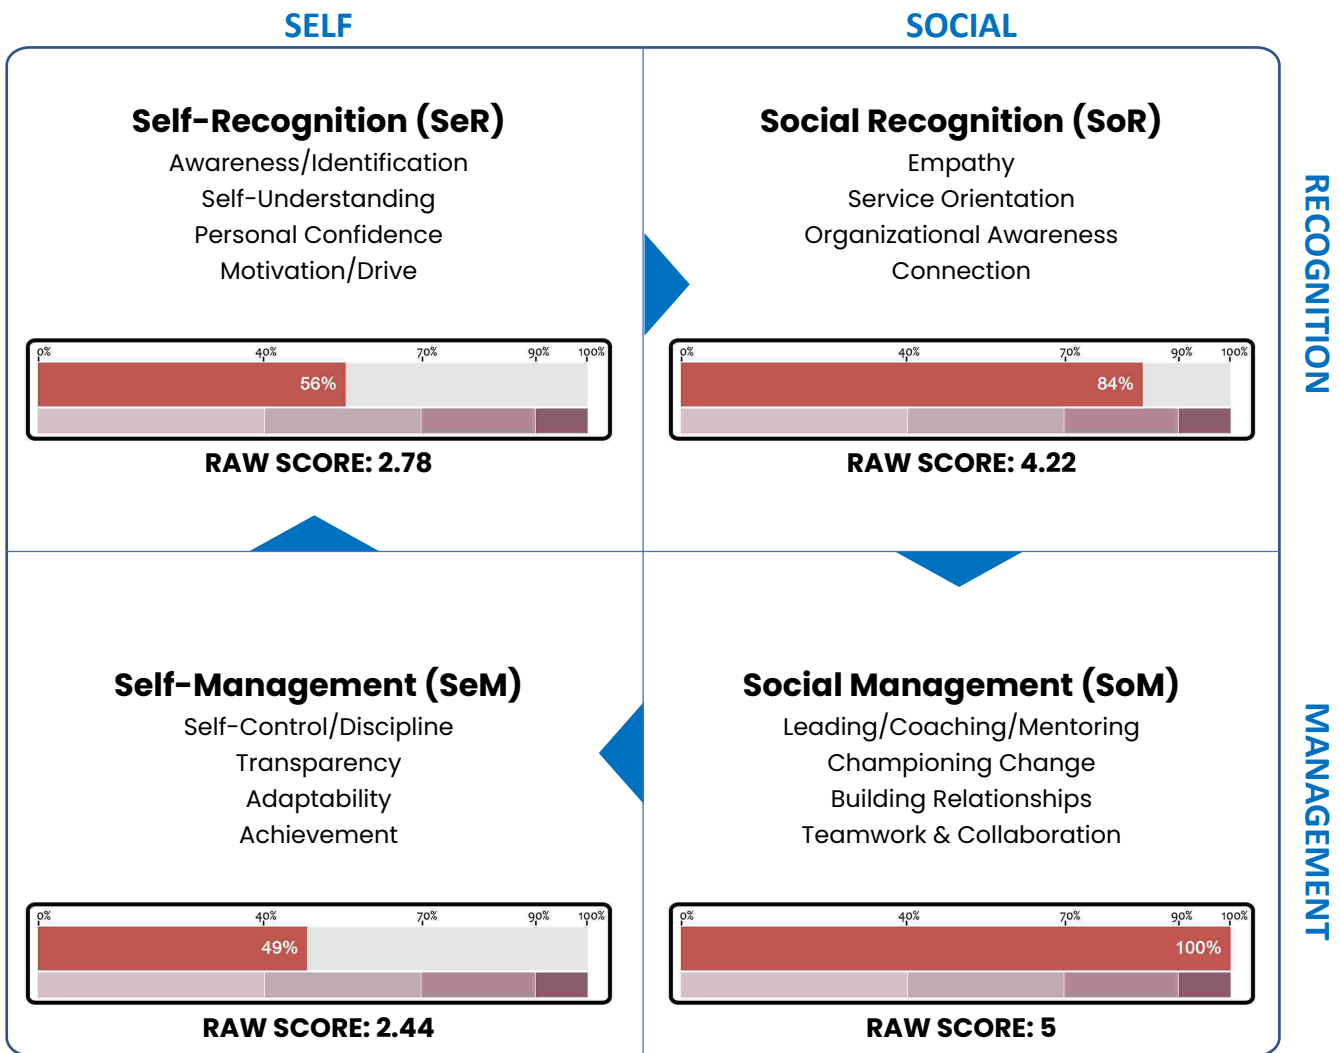 SELF
SOCIAL
Self-Recognition (SeR)
Awareness/Identification
Self-Understanding
Personal Confidence
Motivation/Drive
0% 40% 70% 90% 100%
56%
RAW SCORE: 2.78
Social Recognition (SoR)
Empathy
Service Orientation
Organizational Awareness
Connection
0% 40% 70% 90% 100%
84%
RAW SCORE: 4.22
RECOGNITION
Self-Management (SeM)
Self-Control/Discipline
Transparency
Adaptability
Achievement
0% 40% 70% 90% 100%
49%
RAW SCORE: 2.44
Social Management (SoM)
Leading/Coaching/Mentoring
Championing Change
Building Relationships
Teamwork & Collaboration
0% 40% 70% 90% 100%
100%
RAW SCORE: 5
MANAGEMENT